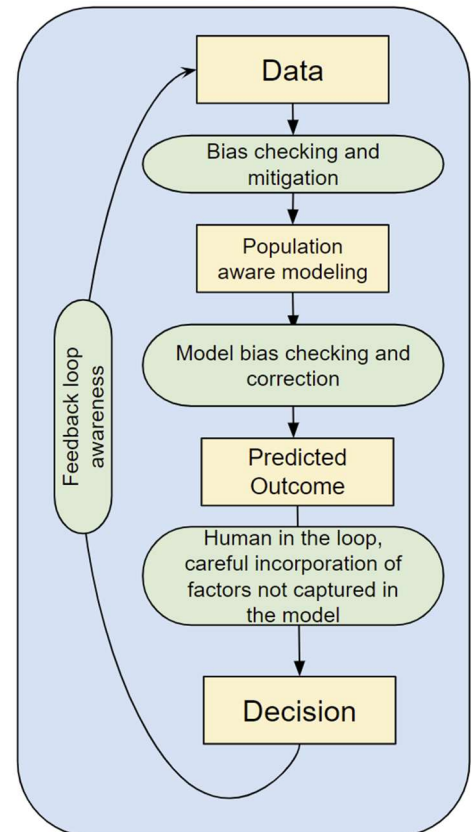 Data
Bias checking and
mitigation
Population
aware modeling
Model bias checking and
correction
Predicted
Outcome
Human in the loop,
careful incorporation of
factors not captured in
the model
Decision
Feedback loop
awareness